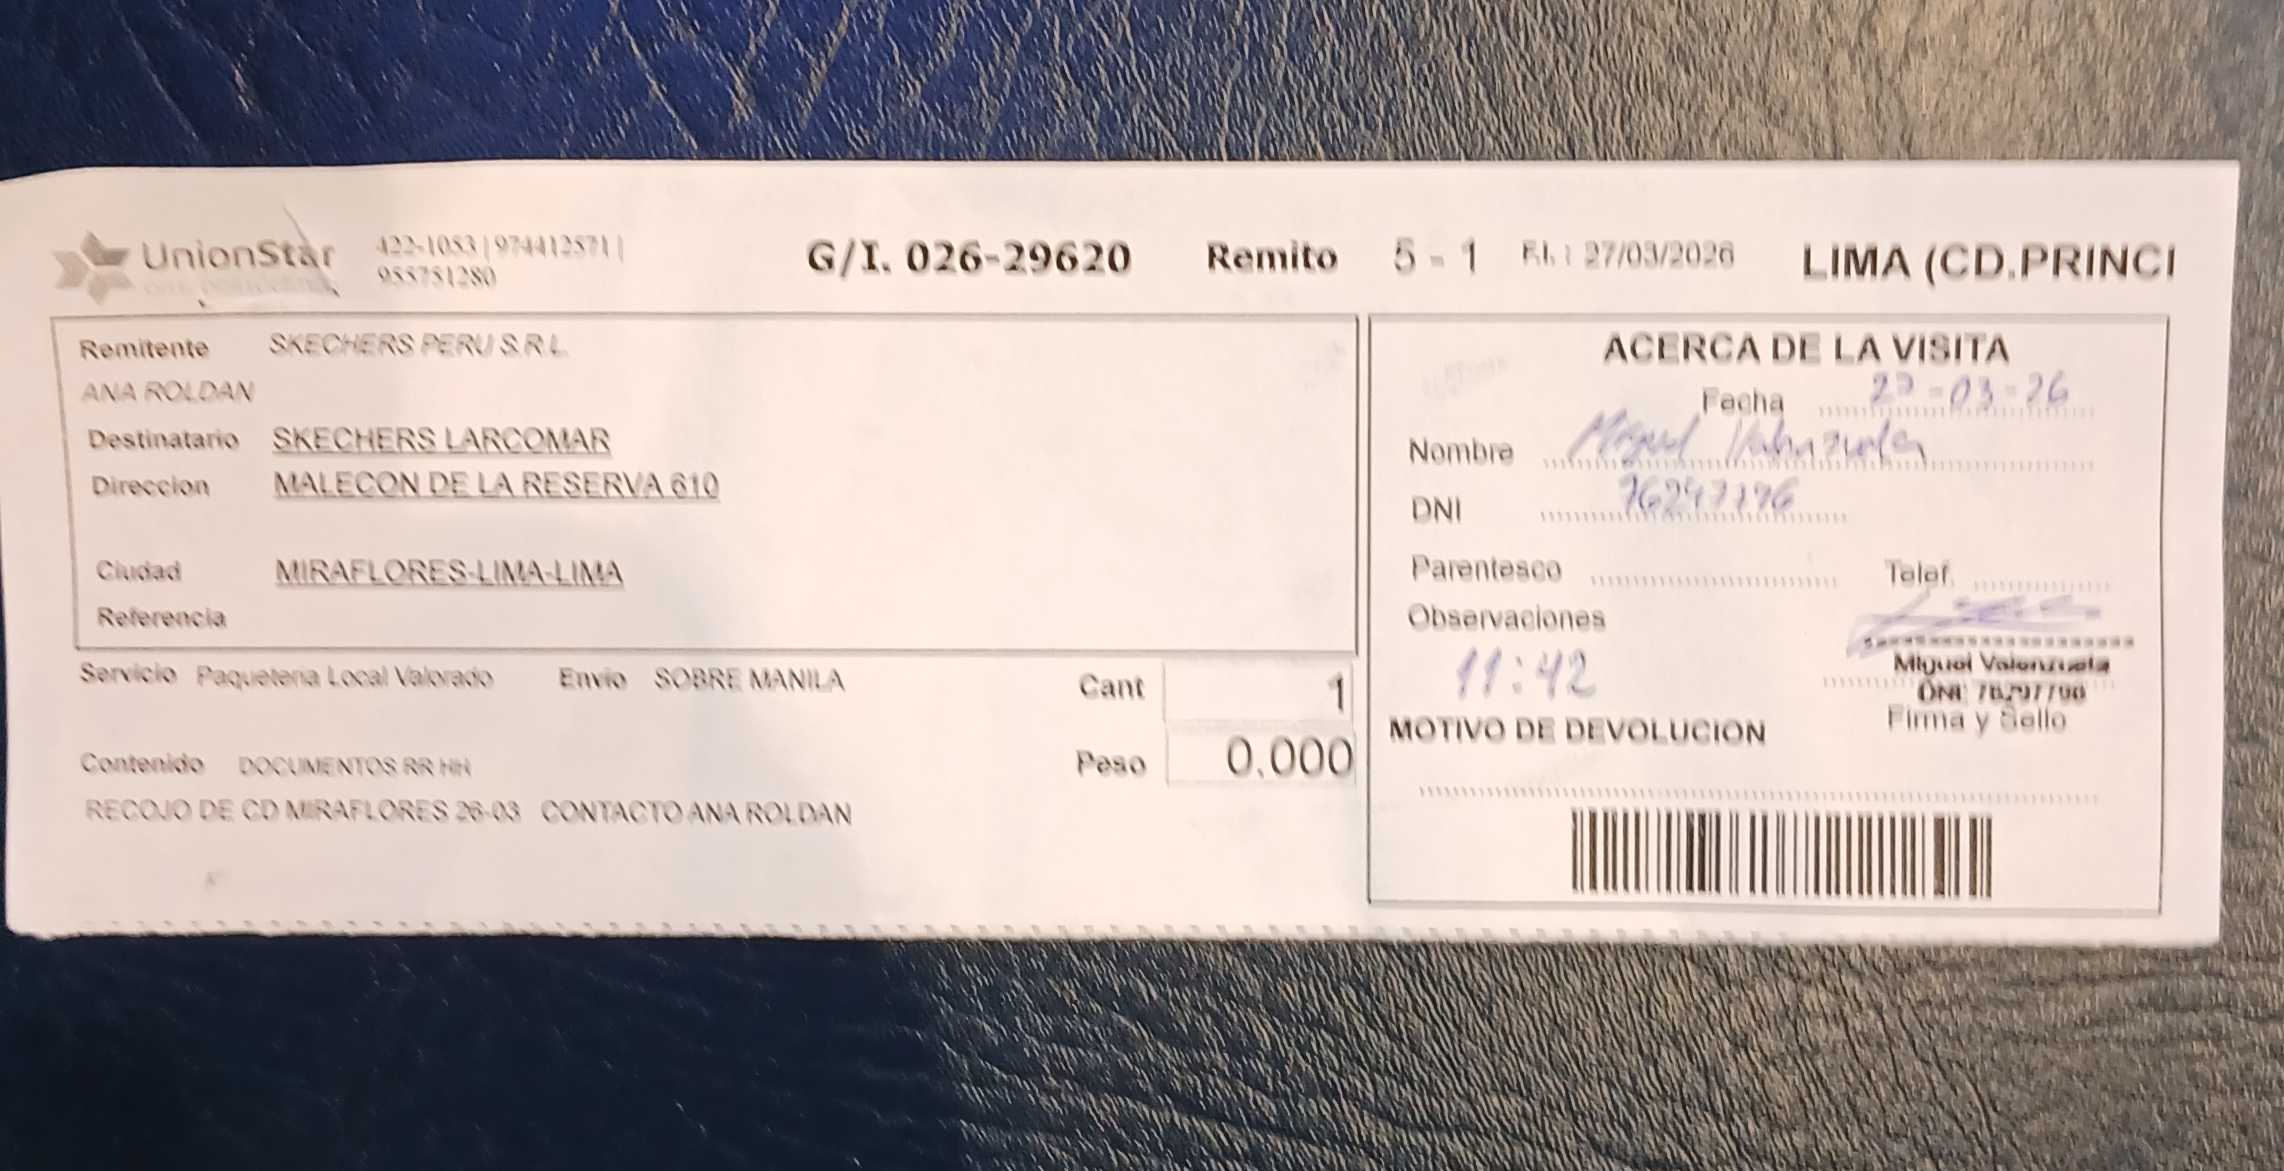 UnionStar
422-1053 | 974412571 |
955751280
G/I. 026-29620 Remito 5 - 1 F.I. : 27/03/2026 LIMA (CD.PRINCI
Remitente SKECHERS PERU S.R.L.
ANA ROLDAN
Destinatario SKECHERS LARCOMAR
Direccion MALECON DE LA RESERVA 610
Ciudad MIRAFLORES-LIMA-LIMA
Referencia
Servicio Paqueteria Local Valorado Envio SOBRE MANILA Cant 1
Peso 0.000
Contenido DOCUMENTOS RR HH
RECOJO DE CD MIRAFLORES 26-03 CONTACTO ANA ROLDAN
ACERCA DE LA VISITA
Fecha 27-03-26
Nombre Miguel Valenzuela
DNI
Parentesco Telef.
Observaciones
11:42
Miguel Valenzuela
DNI:
Firma y Sello
MOTIVO DE DEVOLUCION